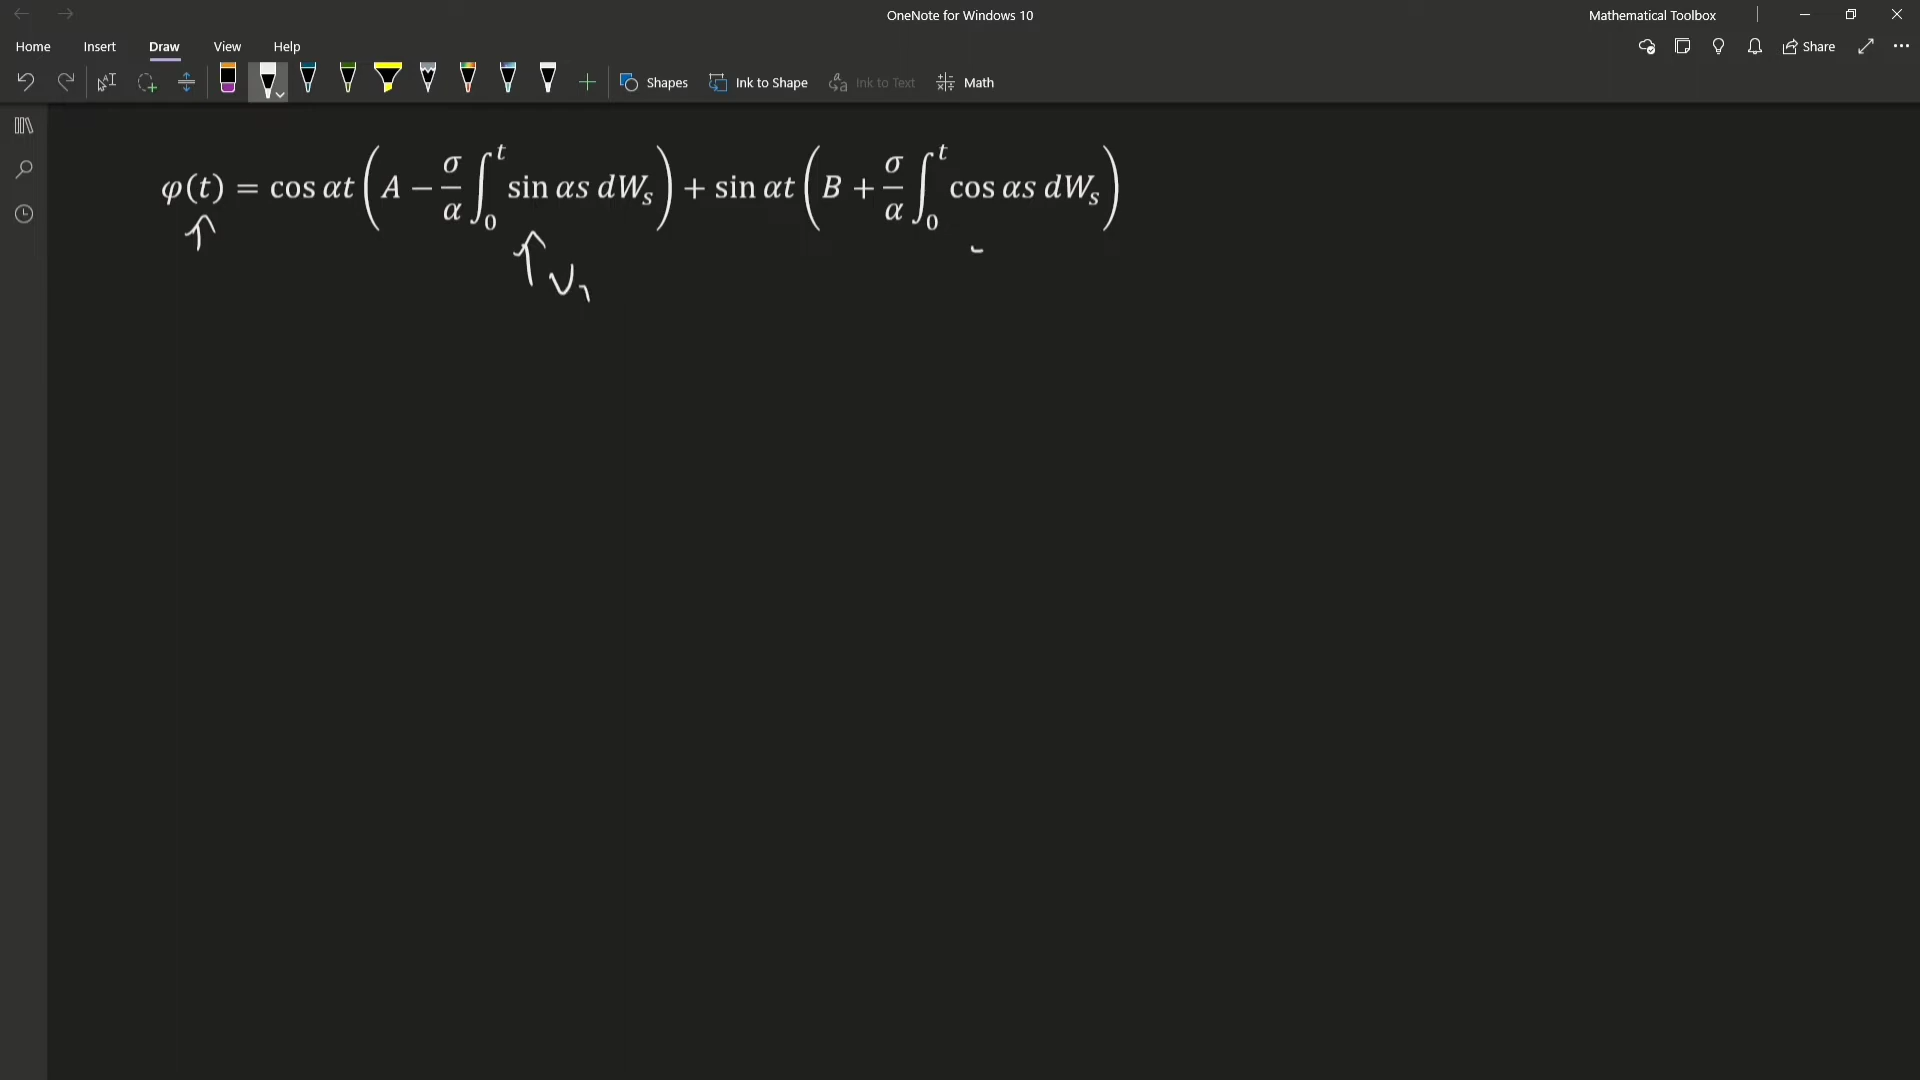 OneNote for Windows 10
Mathematical Toolbox
Home Insert Draw View Help
Share
Shapes Ink to Shape Ink to Text Math
φ(t) = cos αt (A − σ/α ∫₀ᵗ sin αs dWₛ) + sin αt (B + σ/α ∫₀ᵗ cos αs dWₛ)